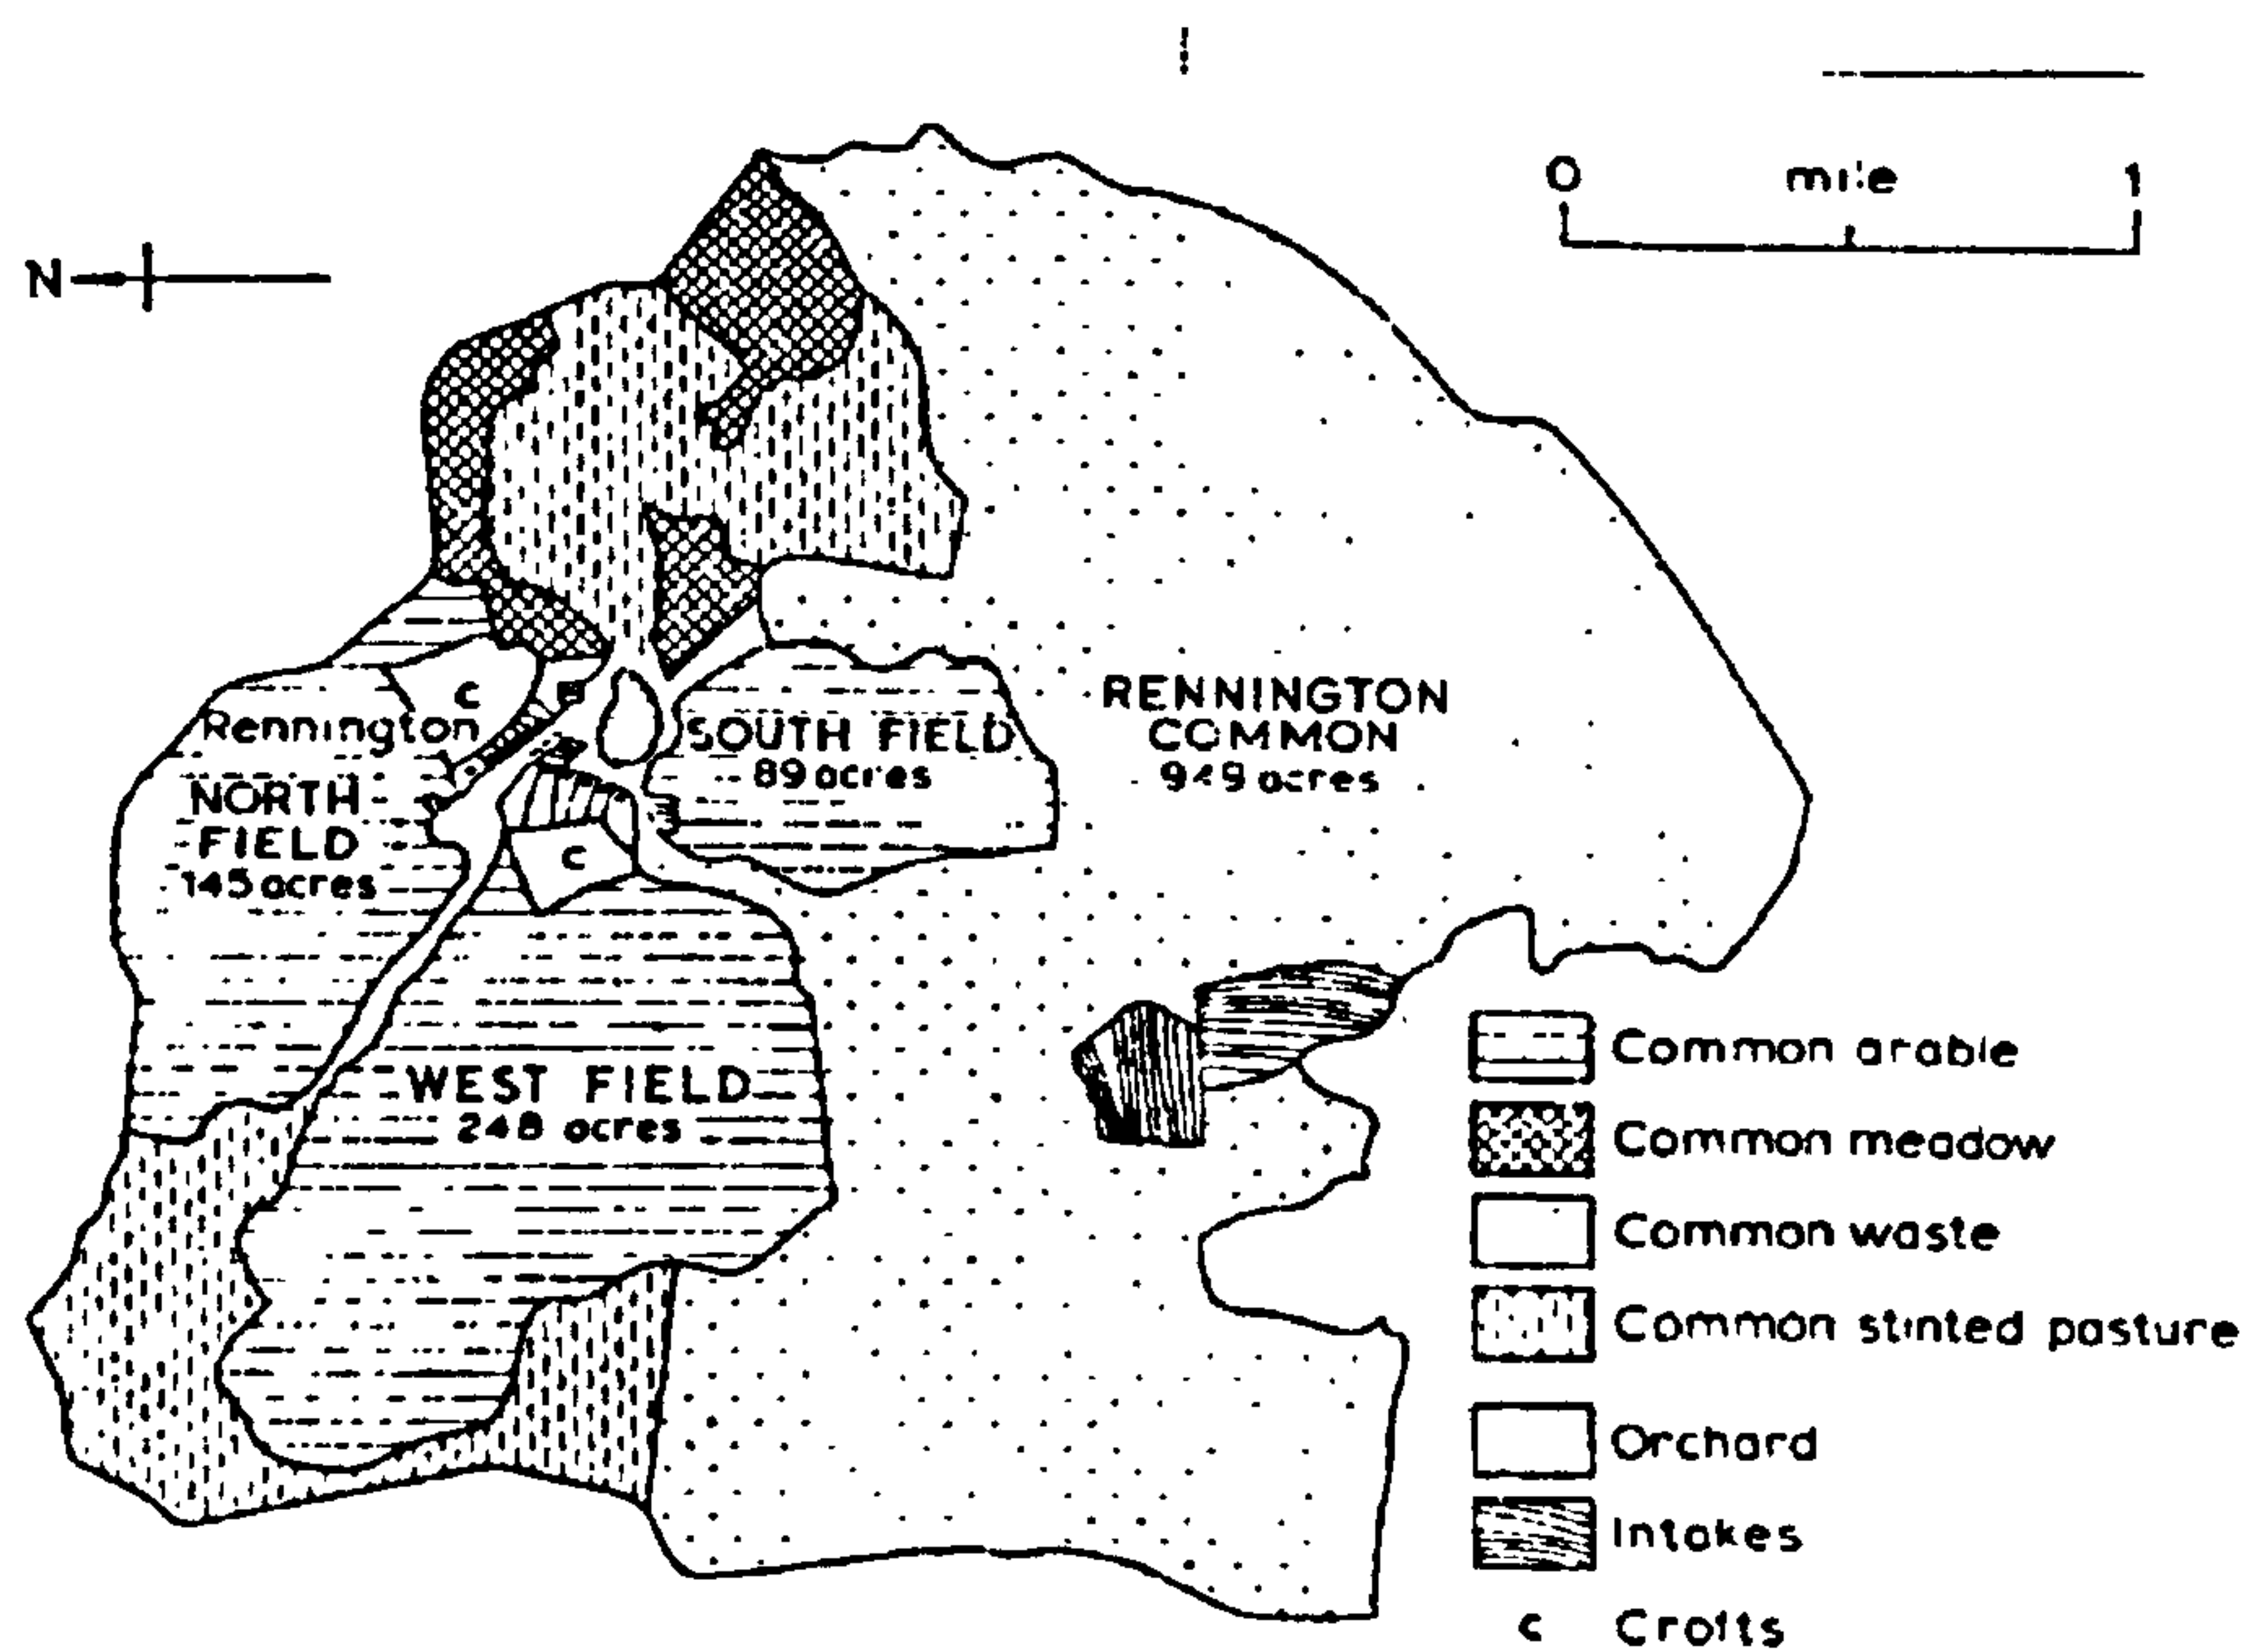 0 mile 1
N
c
Rennington
SOUTH FIELD
89 acres
RENNINGTON
COMMON
949 acres
NORTH
FIELD
145 acres
c
WEST FIELD
248 acres
Common arable
Common meadow
Common waste
Common stinted pasture
Orchard
Intakes
c Crofts